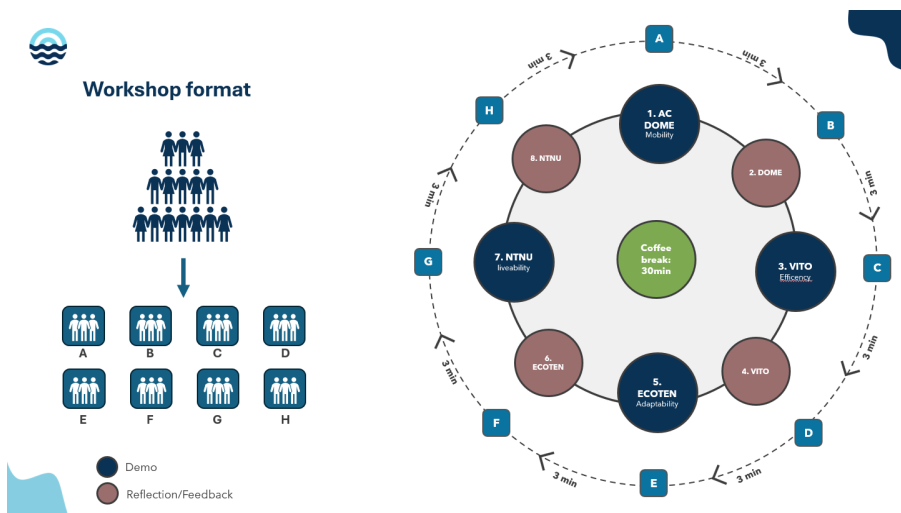 Workshop format
A
B
C
D
E
F
G
H
Demo
Reflection/Feedback
A
3 min
B
3 min
C
3 min
D
3 min
E
3 min
F
3 min
G
3 min
H
3 min
1. AC
DOME
Mobility
2. DOME
3. VITO
Efficency
4. VITO
5.
ECOTEN
Adaptability
6.
ECOTEN
7. NTNU
liveability
8. NTNU
Coffee
break:
30min